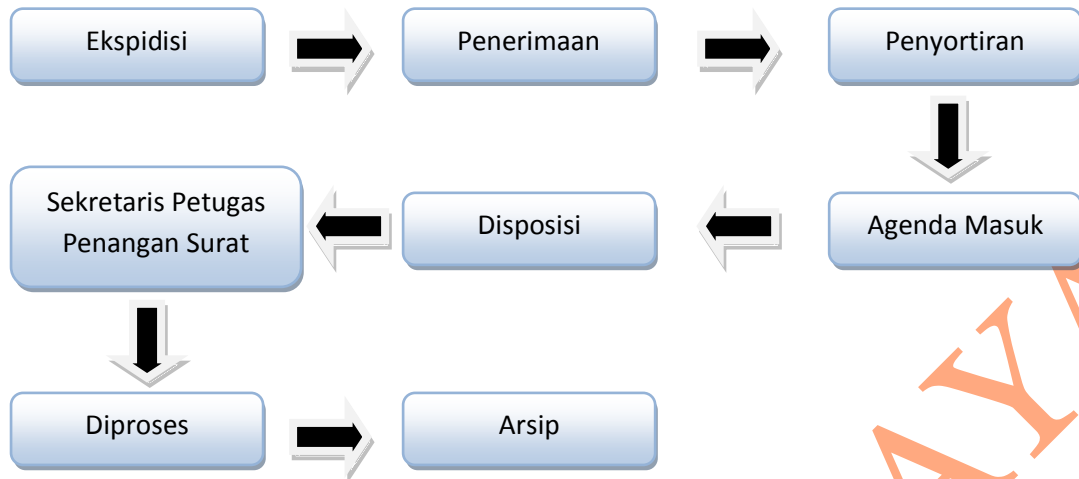 Ekspidisi
Penerimaan
Penyortiran
Agenda Masuk
Disposisi
Sekretaris Petugas
Penangan Surat
Diproses
Arsip